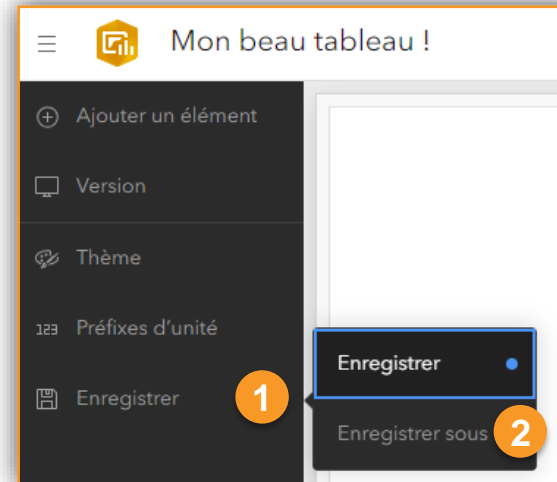 Mon beau tableau !
Ajouter un élément
Version
Thème
123 Préfixes d'unité
Enregistrer 1
Enregistrer
Enregistrer sous 2